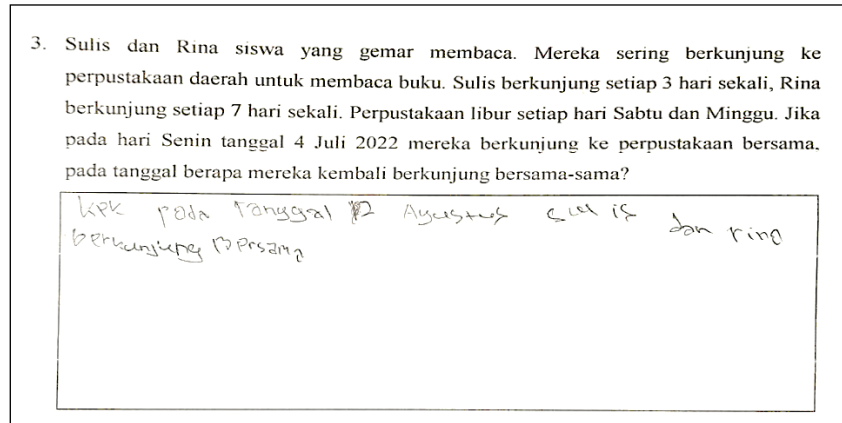 3. Sulis dan Rina siswa yang gemar membaca. Mereka sering berkunjung ke
perpustakaan daerah untuk membaca buku. Sulis berkunjung setiap 3 hari sekali, Rina
berkunjung setiap 7 hari sekali. Perpustakaan libur setiap hari Sabtu dan Minggu. Jika
pada hari Senin tanggal 4 Juli 2022 mereka berkunjung ke perpustakaan bersama,
pada tanggal berapa mereka kembali berkunjung bersama-sama?
kpk pada tanggal Agustus sulis dan rina
berkunjung Bersama